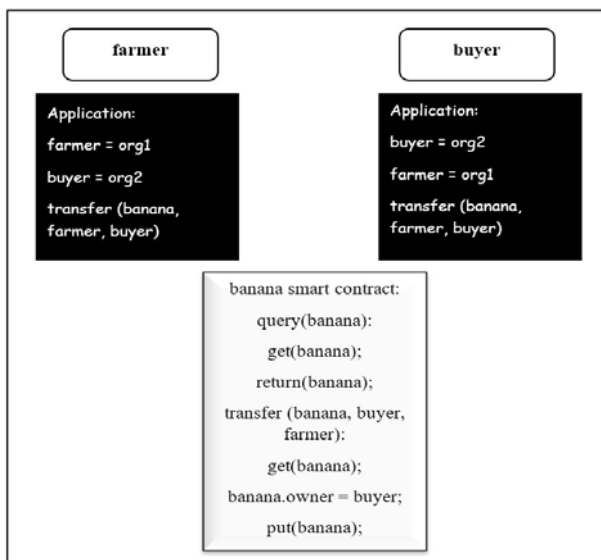 farmer
Application:
farmer = org1
buyer = org2
transfer (banana,
farmer, buyer)
buyer
Application:
buyer = org2
farmer = org1
transfer (banana,
farmer, buyer)
banana smart contract:
query(banana):
get(banana);
return(banana);
transfer (banana, buyer,
farmer):
get(banana);
banana.owner = buyer;
put(banana);